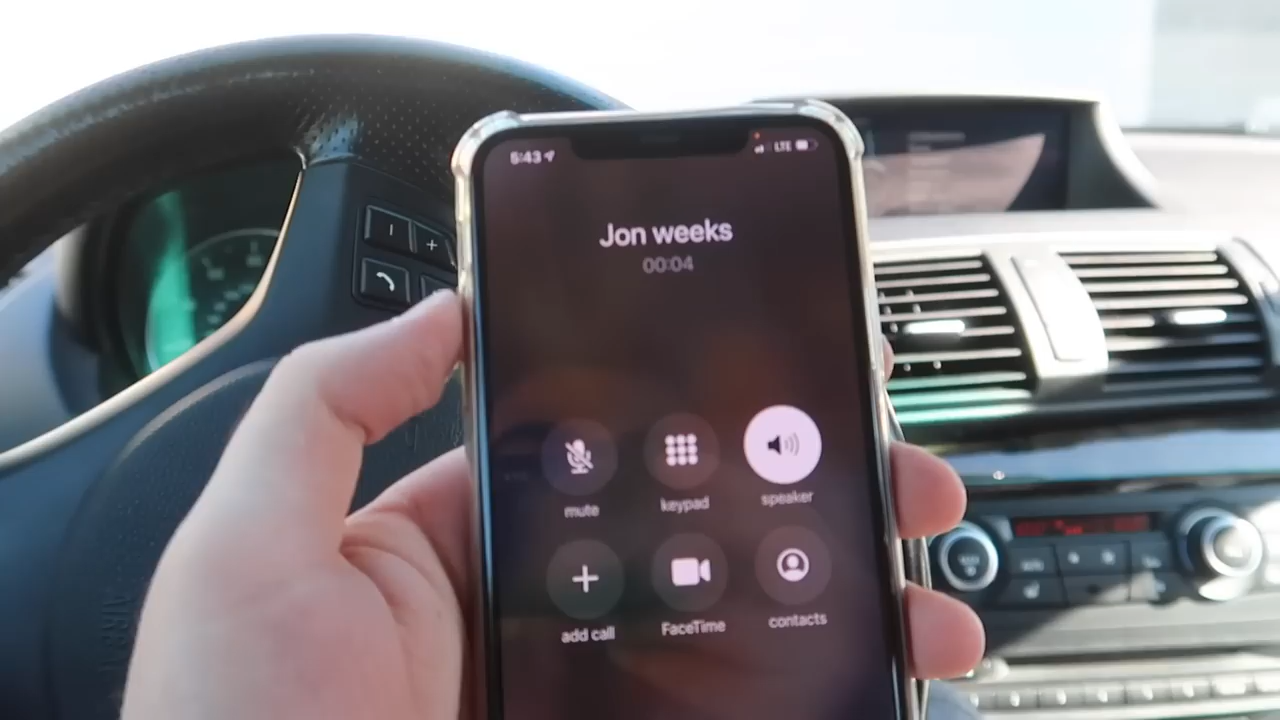 5:43
LTE
Jon weeks
00:04
mute
keypad
speaker
add call
FaceTime
contacts